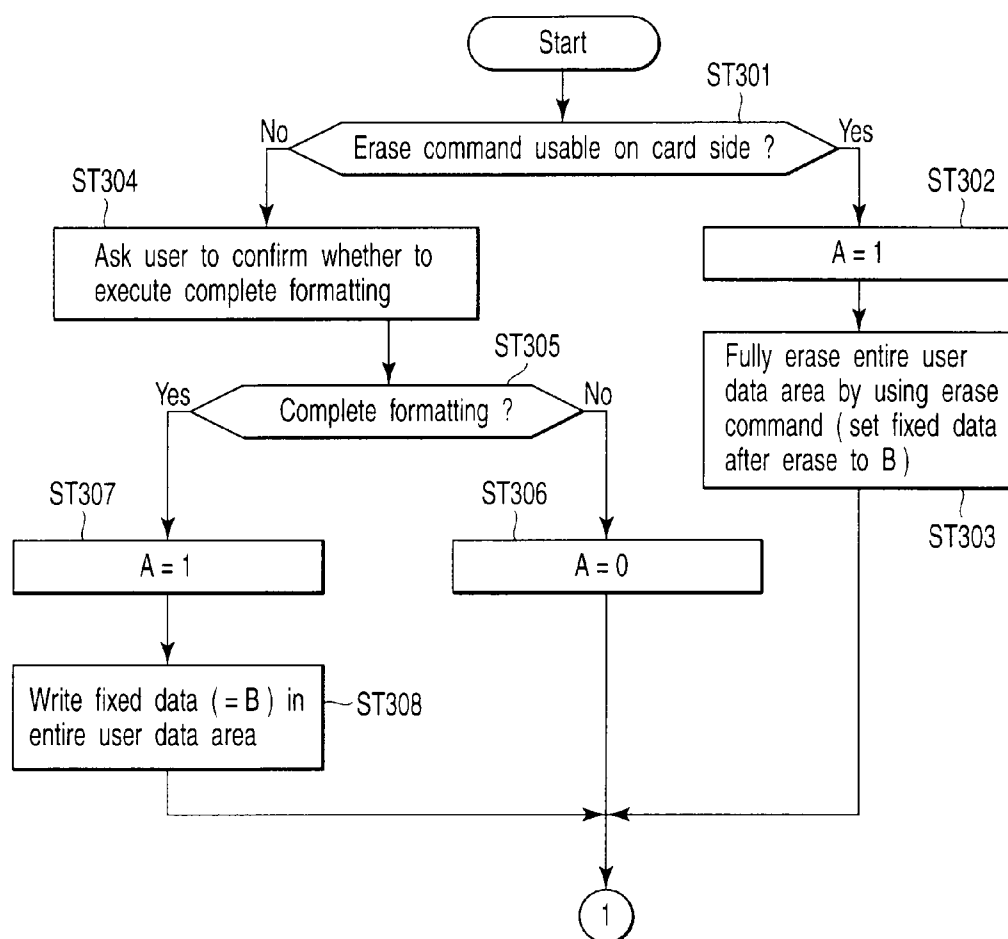 Start
ST301
No
Erase command usable on card side ?
Yes
ST304
ST302
Ask user to confirm whether to
execute complete formatting
A = 1
ST305
Yes
Complete formatting ?
No
Fully erase entire user
data area by using erase
command ( set fixed data
after erase to B )
ST307
ST306
ST303
A = 1
A = 0
Write fixed data ( = B ) in
entire user data area
ST308
1